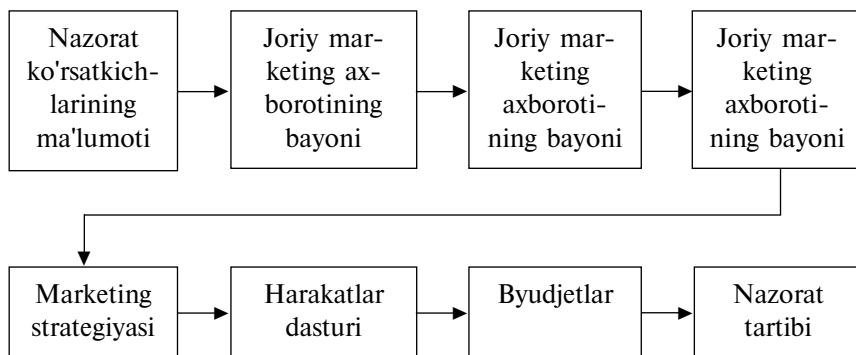 Nazorat
ko'rsatkich-
larining
ma'lumoti
Joriy mar-
keting ax-
borotining
bayoni
Joriy mar-
keting
axboroti-
ning bayoni
Joriy mar-
keting
axboroti-
ning bayoni
Marketing
strategiyasi
Harakatlar
dasturi
Byudjetlar
Nazorat
tartibi